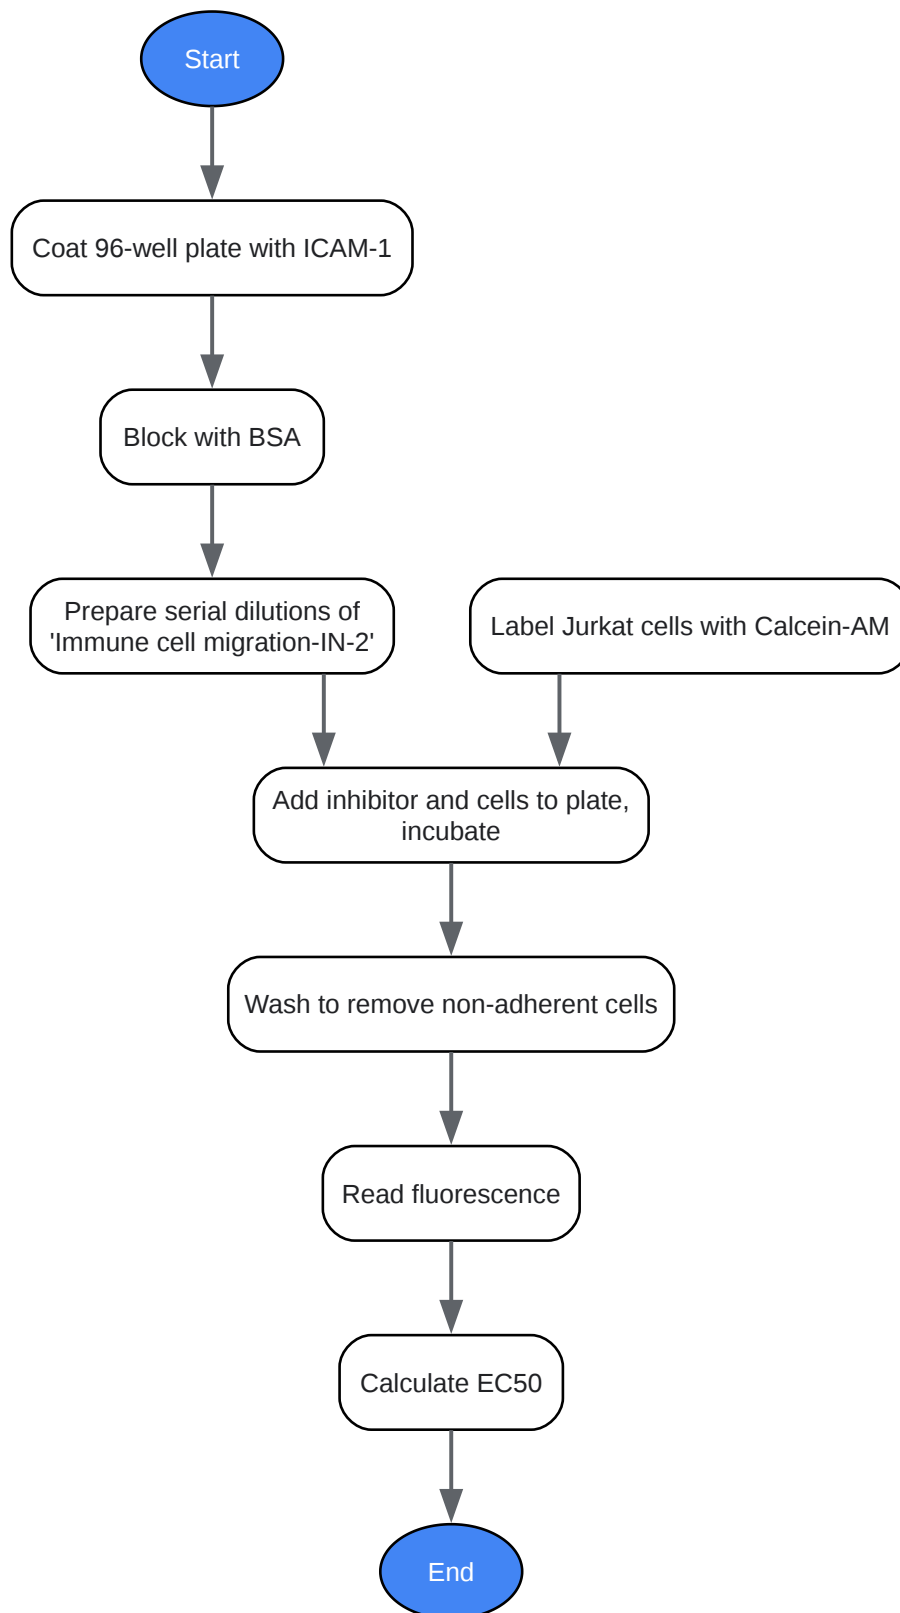 Start
Coat 96-well plate with ICAM-1
Block with BSA
Prepare serial dilutions of
'Immune cell migration-IN-2'
Label Jurkat cells with Calcein-AM
Add inhibitor and cells to plate,
incubate
Wash to remove non-adherent cells
Read fluorescence
Calculate EC50
End